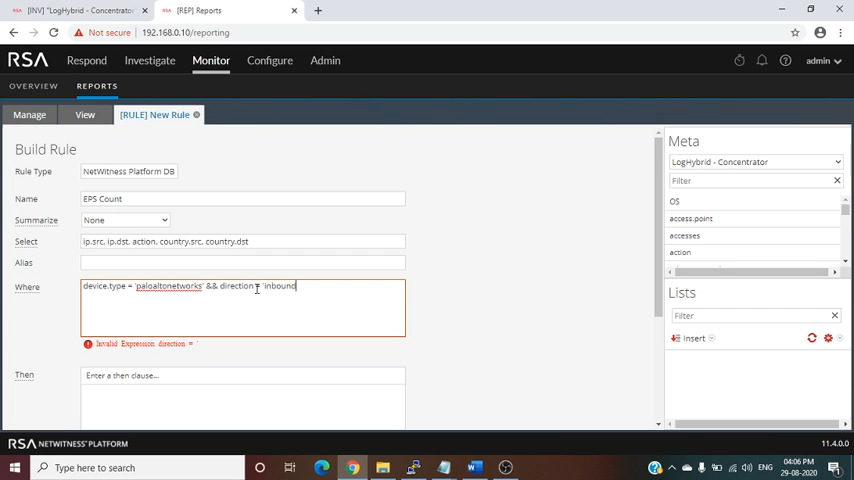 [INV] "LogHybrid - Concentrator"
[REP] Reports
Not secure
192.168.0.10/reporting
RSA
Respond
Investigate
Monitor
Configure
Admin
admin
OVERVIEW
REPORTS
Manage
View
[RULE] New Rule
Build Rule
Rule Type
NetWitness Platform DB
Name
EPS Count
Summarize
None
Select
ip.src, ip.dst, action, country.src, country.dst
Alias
Where
device.type = 'paloaltonetworks' && direction = 'inbound
Invalid Expression direction = '
Then
Enter a then clause...
Meta
LogHybrid - Concentrator
Filter
OS
access.point
accesses
action
Lists
Filter
Insert
RSA NETWITNESS PLATFORM
11.4.0.0
Type here to search
ENG
04:06 PM
29-08-2020